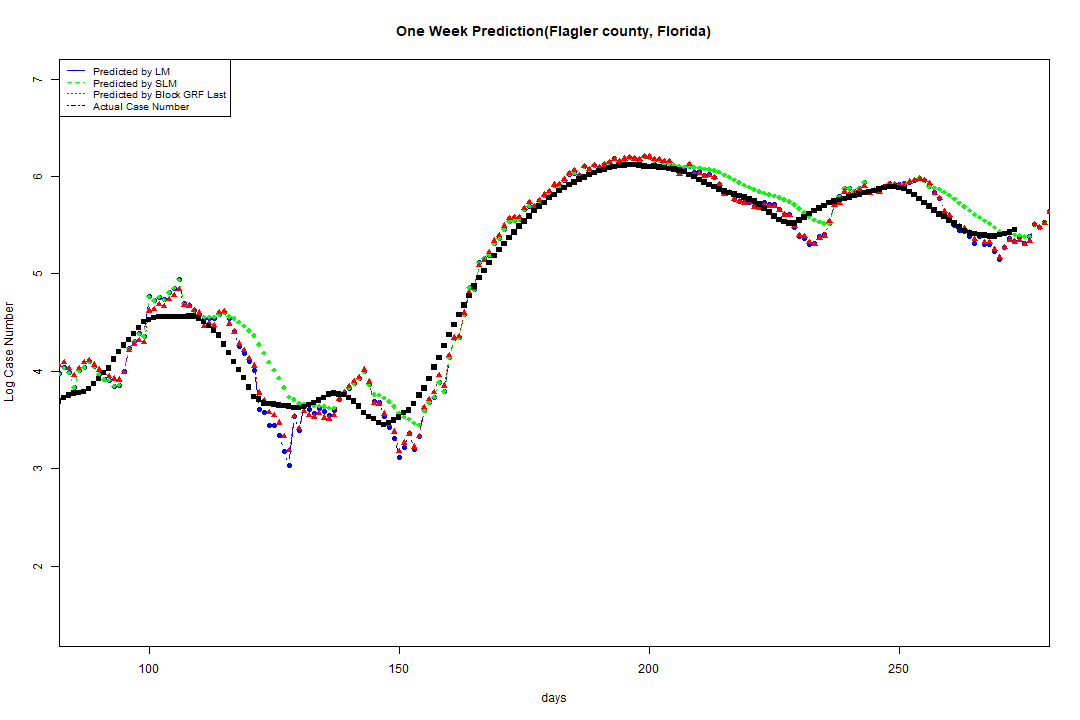 One Week Prediction(Flagler county, Florida)
Predicted by LM
Predicted by SLM
Predicted by Block GRF Last
Actual Case Number
7
6
5
4
3
2
Log Case Number
100 150 200 250
days